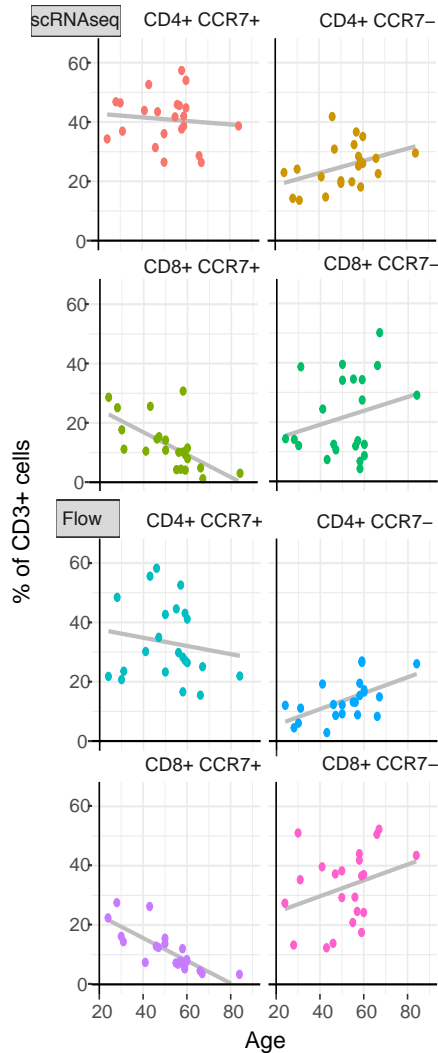 scRNAseq
CD4+ CCR7+
CD4+ CCR7−
60
40
20
0
CD8+ CCR7+
CD8+ CCR7−
60
40
20
0
% of CD3+ cells
Flow
CD4+ CCR7+
CD4+ CCR7−
60
40
20
0
CD8+ CCR7+
CD8+ CCR7−
60
40
20
0
20 40 60 80 20 40 60 80
Age